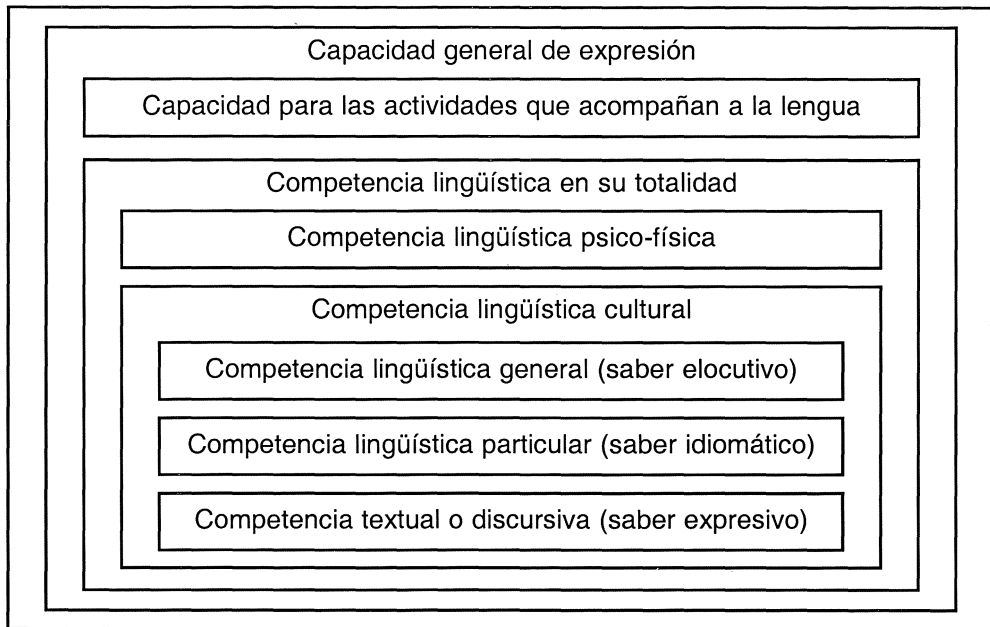 Capacidad general de expresión
Capacidad para las actividades que acompañan a la lengua
Competencia lingüística en su totalidad
Competencia lingüística psico-física
Competencia lingüística cultural
Competencia lingüística general (saber elocutivo)
Competencia lingüística particular (saber idiomático)
Competencia textual o discursiva (saber expresivo)